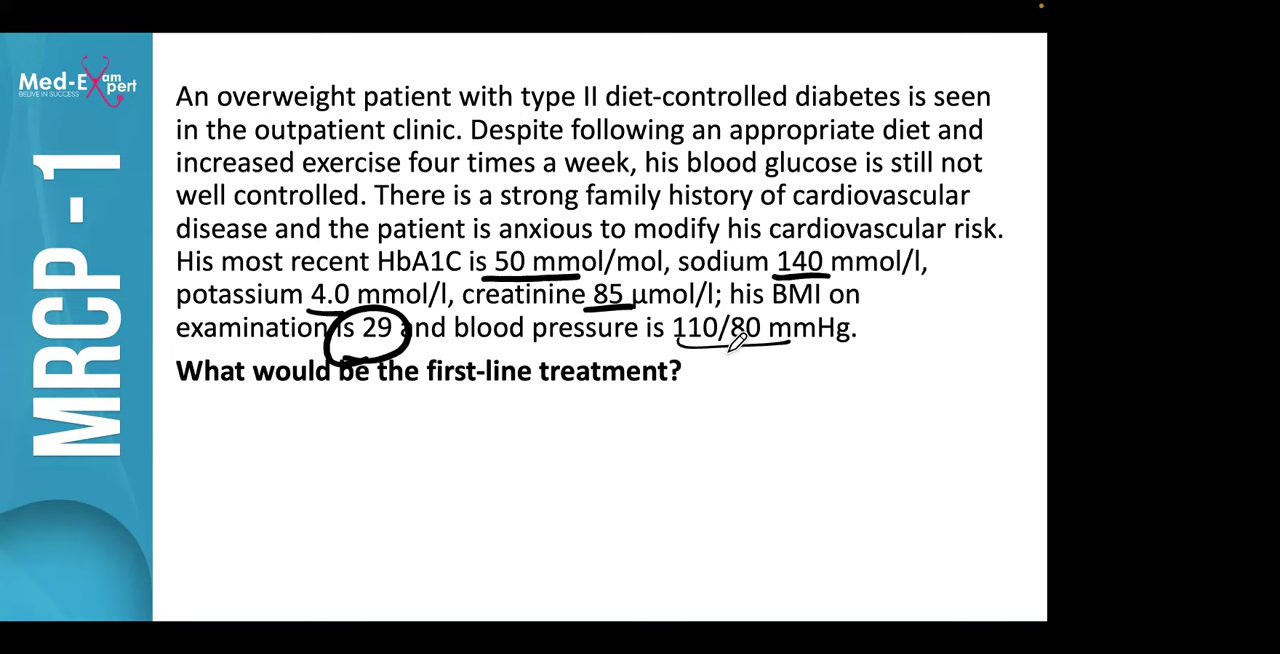 Med-Exam pert
BELIVE IN SUCCESS
MRCP - 1
An overweight patient with type II diet-controlled diabetes is seen
in the outpatient clinic. Despite following an appropriate diet and
increased exercise four times a week, his blood glucose is still not
well controlled. There is a strong family history of cardiovascular
disease and the patient is anxious to modify his cardiovascular risk.
His most recent HbA1C is 50 mmol/mol, sodium 140 mmol/l,
potassium 4.0 mmol/l, creatinine 85 µmol/l; his BMI on
examination is 29 and blood pressure is 110/80 mmHg.
What would be the first-line treatment?